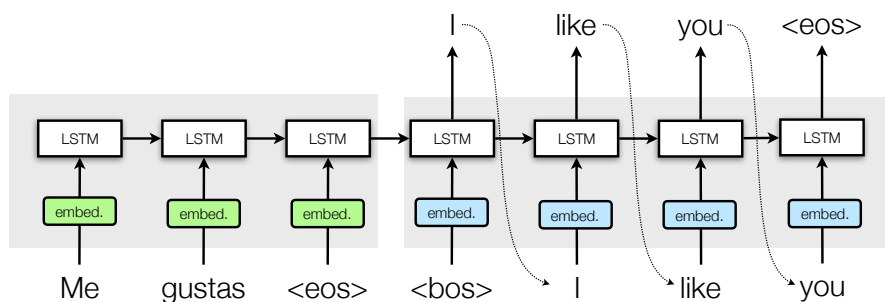 I like you <eos>
LSTM LSTM LSTM LSTM LSTM LSTM LSTM
embed. embed. embed. embed. embed. embed. embed.
Me gustas <eos> <bos> I like you